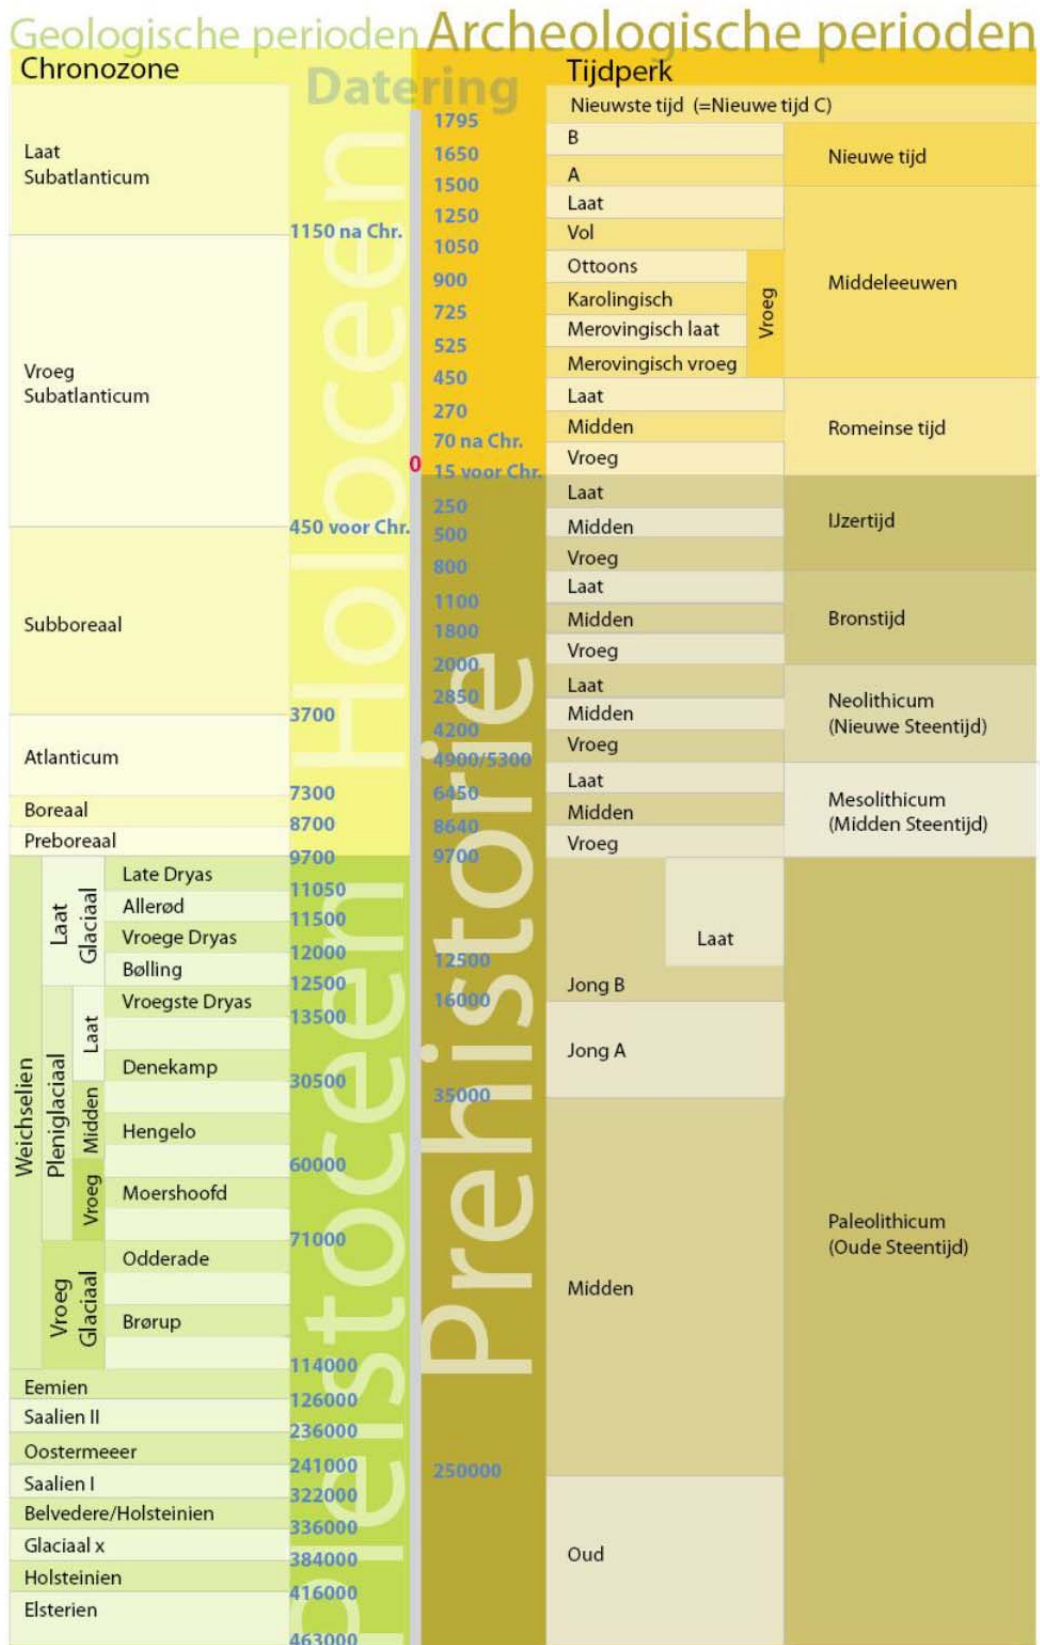 Geologische perioden
Archeologische perioden
Chronozone
Datering
Tijdperk
Laat
Subatlanticum
1150 na Chr.
Vroeg
Subatlanticum
450 voor Chr.
Subboreaal
3700
Atlanticum
7300
Boreaal
8700
Preboreaal
9700
Holoceen
Weichselien
Laat
Glaciaal
Late Dryas
11050
Allerød
11500
Vroege Dryas
12000
Bølling
12500
Pleniglaciaal
Laat
Vroegste Dryas
13500
Denekamp
30500
Midden
Hengelo
60000
Vroeg
Moershoofd
71000
Vroeg
Glaciaal
Odderade
Brørup
114000
Eemien
126000
Saalien II
236000
Oostermeeer
241000
Saalien I
322000
Belvedere/Holsteinien
336000
Glaciaal x
384000
Holsteinien
416000
Elsterien
463000
Pleistoceen
Nieuwste tijd (=Nieuwe tijd C)
1795
B
1650
A
1500
Nieuwe tijd
Laat
1250
Vol
1050
Ottoons
900
Karolingisch
725
Merovingisch laat
525
Merovingisch vroeg
450
Vroeg
Middeleeuwen
Laat
270
Midden
70 na Chr.
Vroeg
0
15 voor Chr.
Romeinse tijd
Laat
250
Midden
500
Vroeg
800
IJzertijd
Laat
1100
Midden
1800
Vroeg
2000
Bronstijd
Laat
2850
Midden
4200
Vroeg
4900/5300
Neolithicum
(Nieuwe Steentijd)
Laat
6450
Midden
8640
Vroeg
9700
Mesolithicum
(Midden Steentijd)
Laat
12500
Jong B
16000
Jong A
35000
Midden
250000
Oud
Paleolithicum
(Oude Steentijd)
Prehistorie